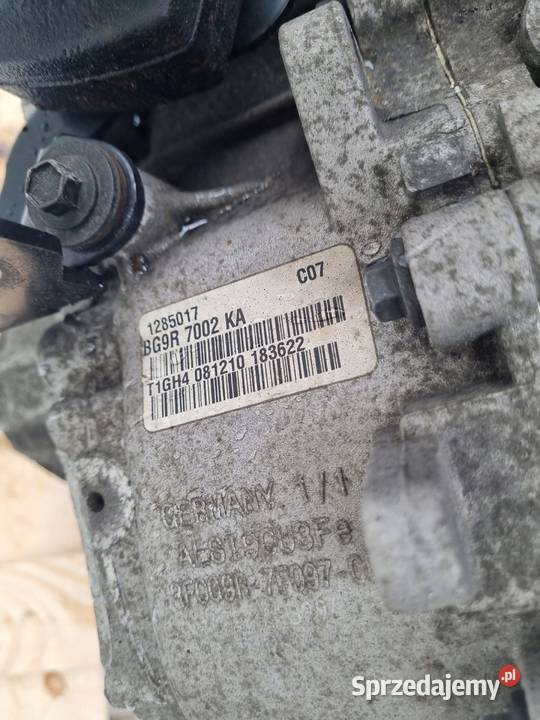 C07
1285017
BG9R 7002 KA
T1GH4 081210 183622
GERMANY 1/1
Sprzedajemy.pl